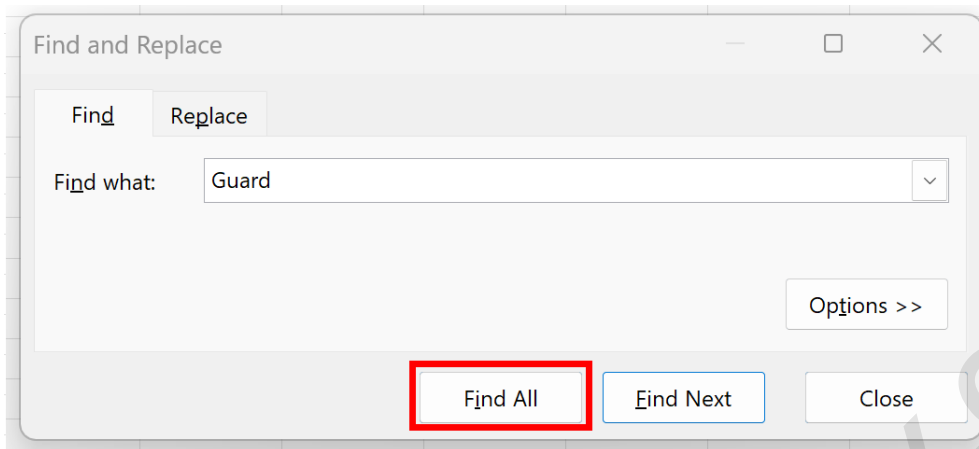 Find and Replace
Find Replace
Find what: Guard
Options >>
Find All Find Next Close